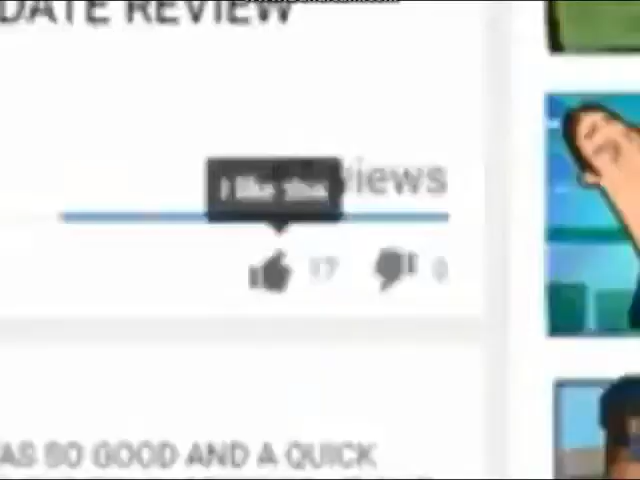 DATE REVIEW
views
I like this
17 0
AS SO GOOD AND A QUICK